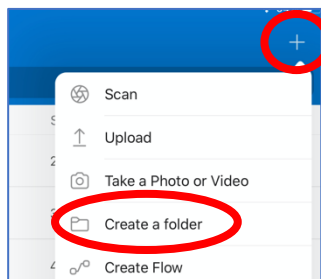 Scan
Upload
Take a Photo or Video
Create a folder
Create Flow